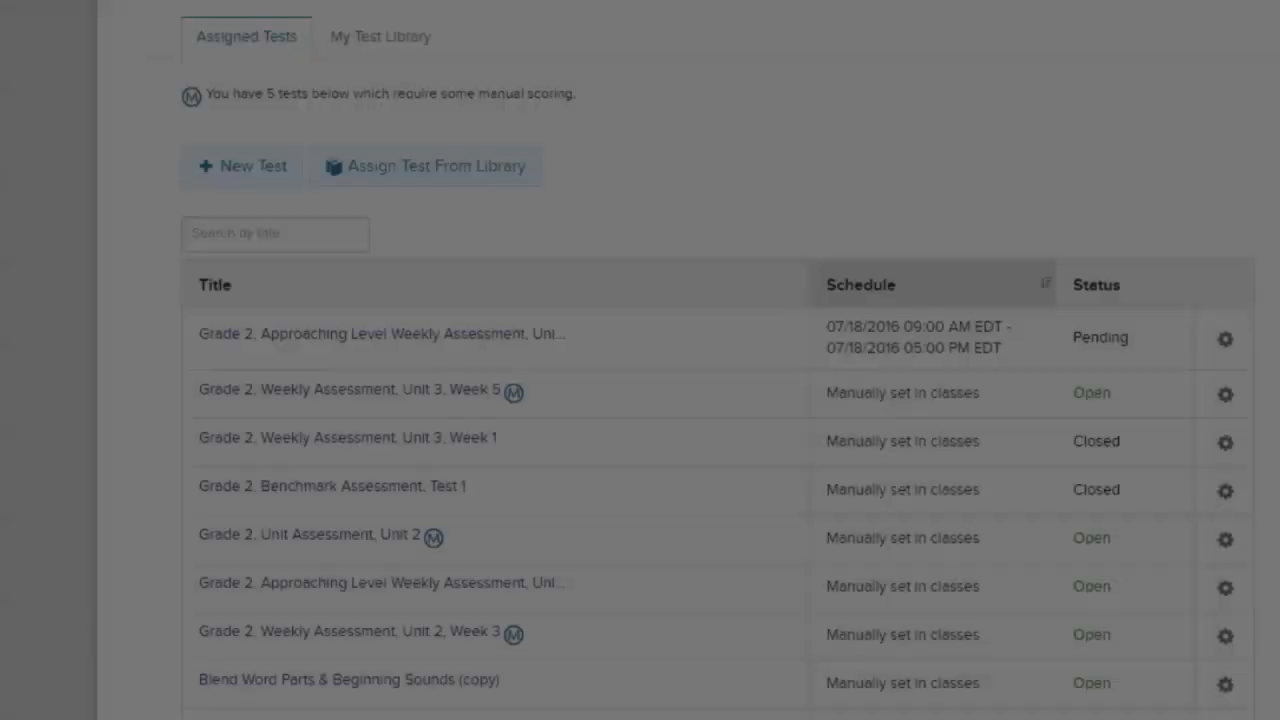 Assigned Tests My Test Library
M You have 5 tests below which require some manual scoring.
+ New Test Assign Test From Library
Search by title
Title Schedule Status
Grade 2, Approaching Level Weekly Assessment, Uni... 07/18/2016 09:00 AM EDT - 07/18/2016 05:00 PM EDT Pending
Grade 2, Weekly Assessment, Unit 3, Week 5 M Manually set in classes Open
Grade 2, Weekly Assessment, Unit 3, Week 1 Manually set in classes Closed
Grade 2, Benchmark Assessment, Test 1 Manually set in classes Closed
Grade 2, Unit Assessment, Unit 2 M Manually set in classes Open
Grade 2, Approaching Level Weekly Assessment, Uni... Manually set in classes Open
Grade 2, Weekly Assessment, Unit 2, Week 3 M Manually set in classes Open
Blend Word Parts & Beginning Sounds (copy) Manually set in classes Open